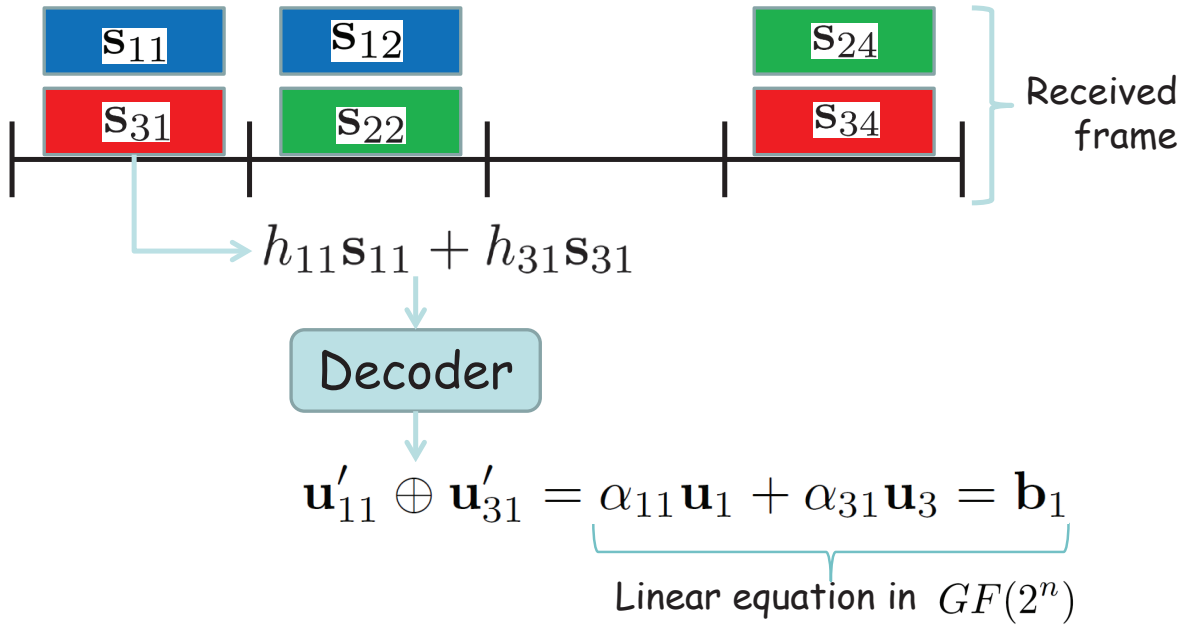 s₁₁ s₁₂ s₂₄
s₃₁ s₂₂ s₃₄
Received
frame
h₁₁s₁₁ + h₃₁s₃₁
Decoder
u′₁₁ ⊕ u′₃₁ = α₁₁u₁ + α₃₁u₃ = b₁
Linear equation in GF(2ⁿ)